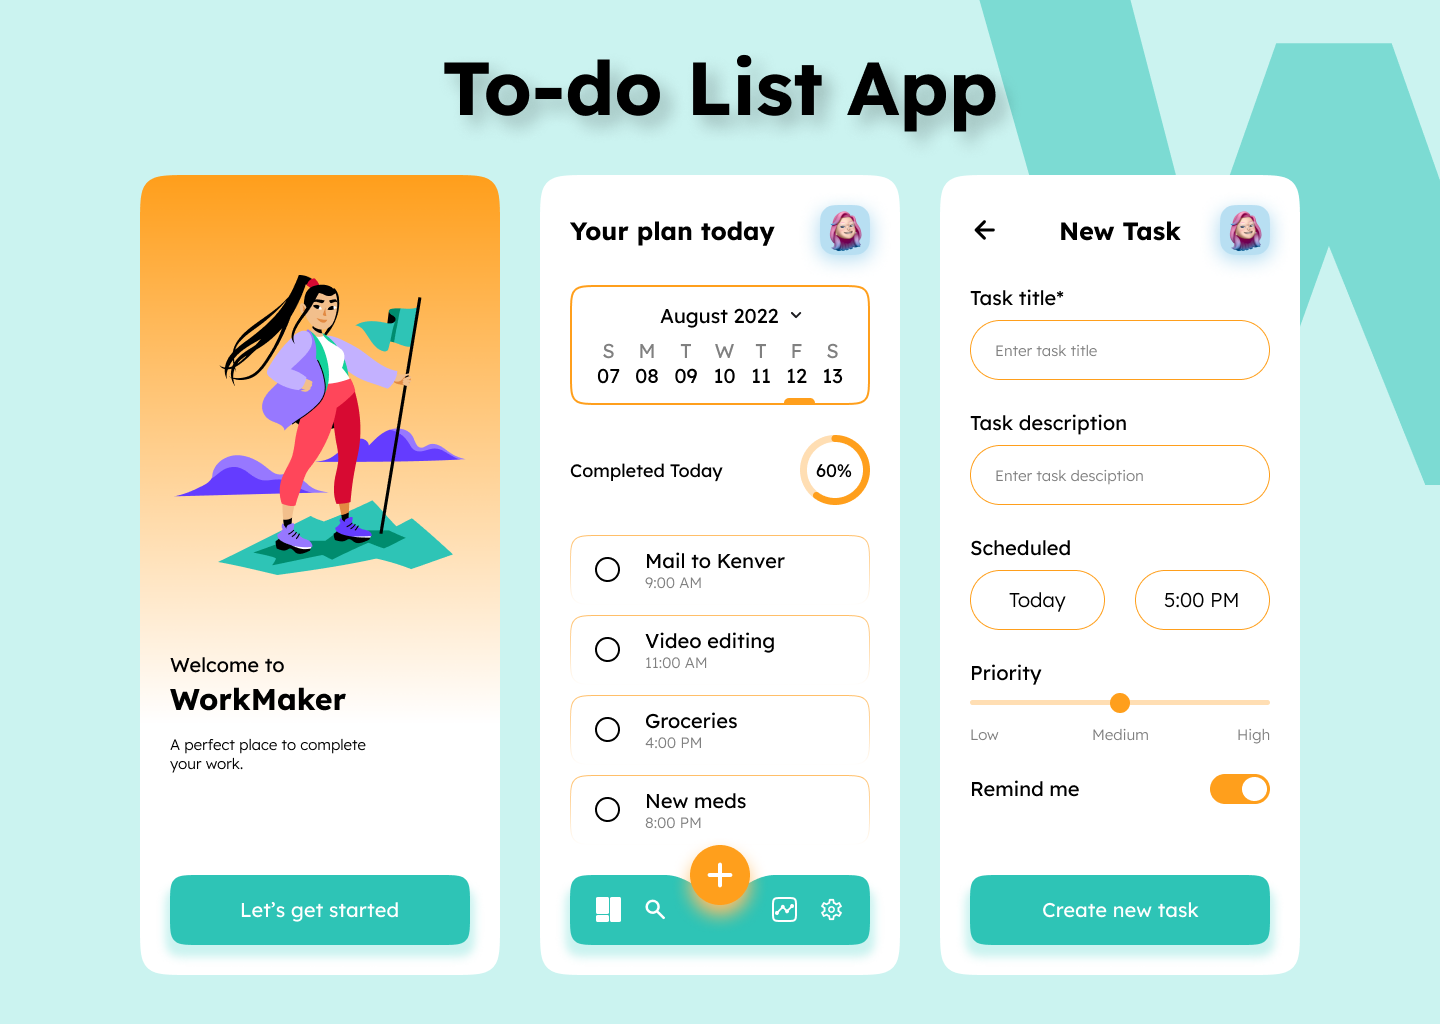 To-do List App
Welcome to
WorkMaker
A perfect place to complete
your work.
Let's get started
Your plan today
August 2022
S M T W T F S
07 08 09 10 11 12 13
Completed Today
60%
Mail to Kenver
9:00 AM
Video editing
11:00 AM
Groceries
4:00 PM
New meds
8:00 PM
New Task
Task title*
Enter task title
Task description
Enter task desciption
Scheduled
Today
5:00 PM
Priority
Low Medium High
Remind me
Create new task